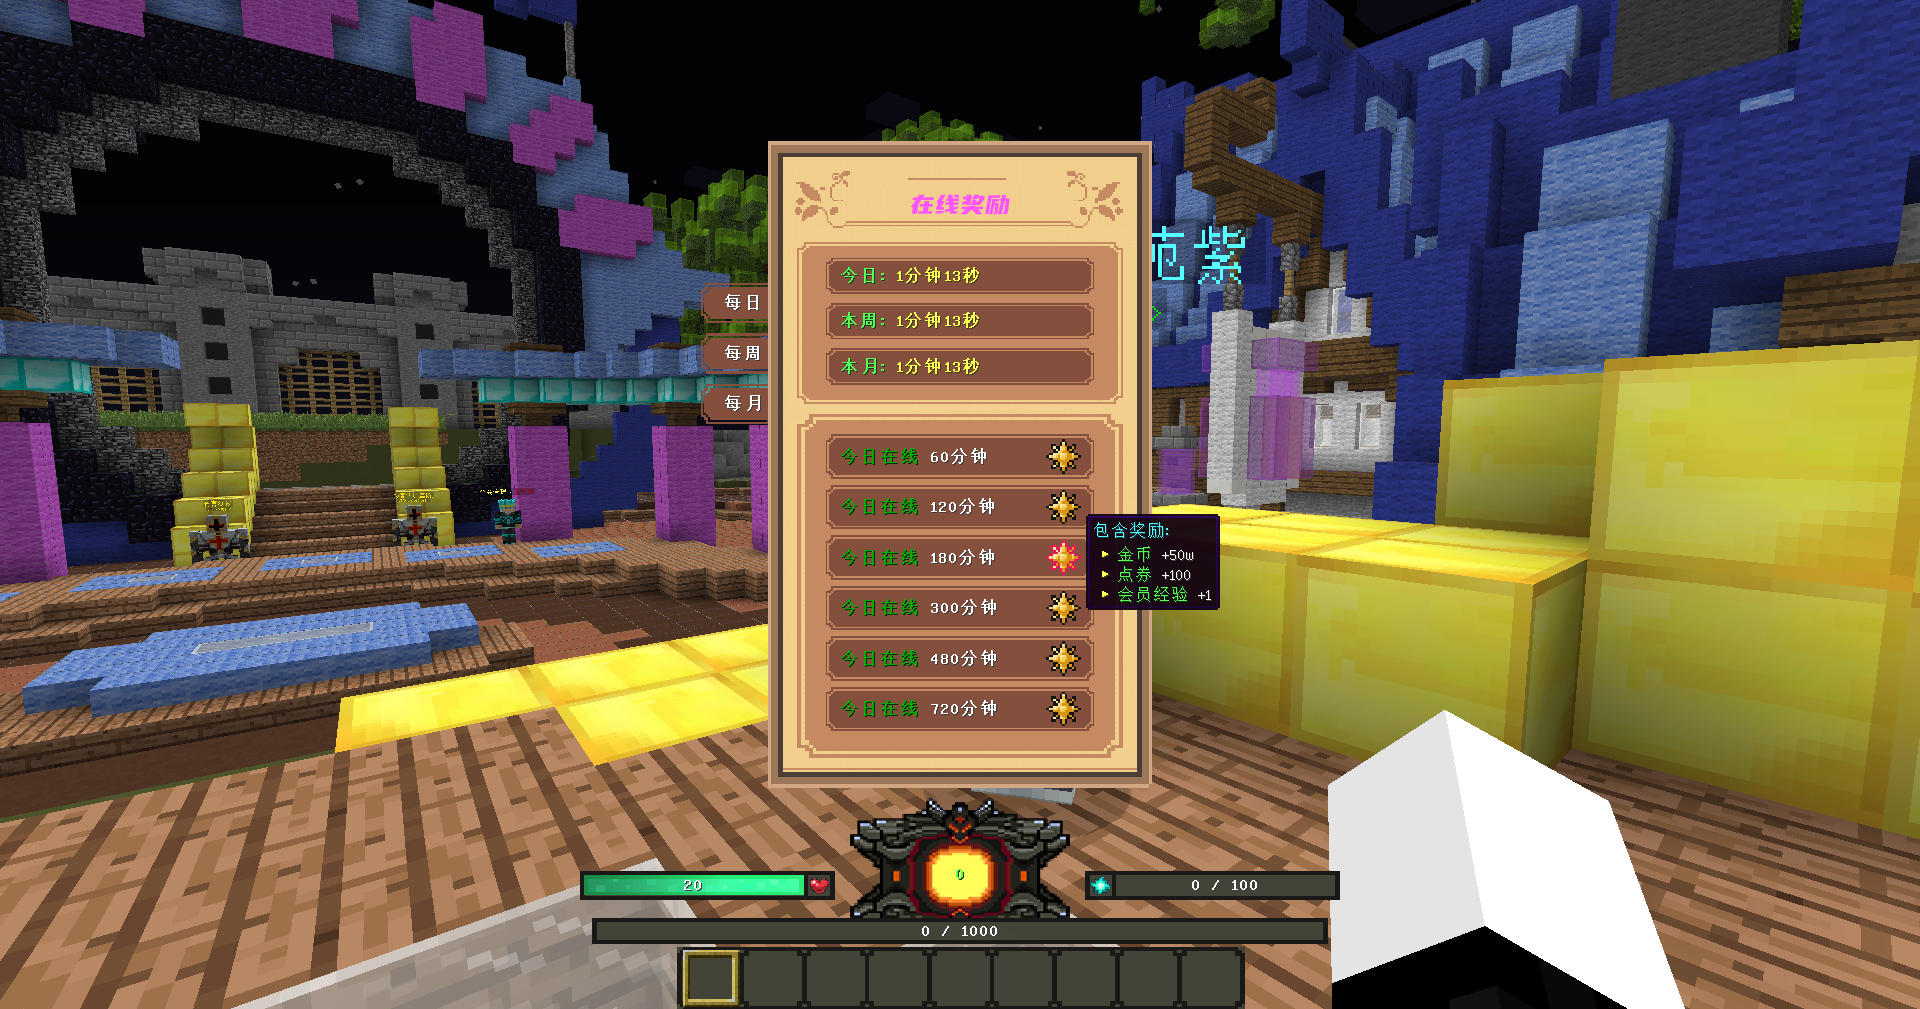 在线奖励
今日: 1分钟13秒
本周: 1分钟13秒
本月: 1分钟13秒
每日
每周
每月
今日在线 60分钟
今日在线 120分钟
今日在线 180分钟
今日在线 300分钟
今日在线 480分钟
今日在线 720分钟
包含奖励:
金币 +50w
点券 +100
会员经验 +1
范紫
20
0
0 / 100
0 / 1000